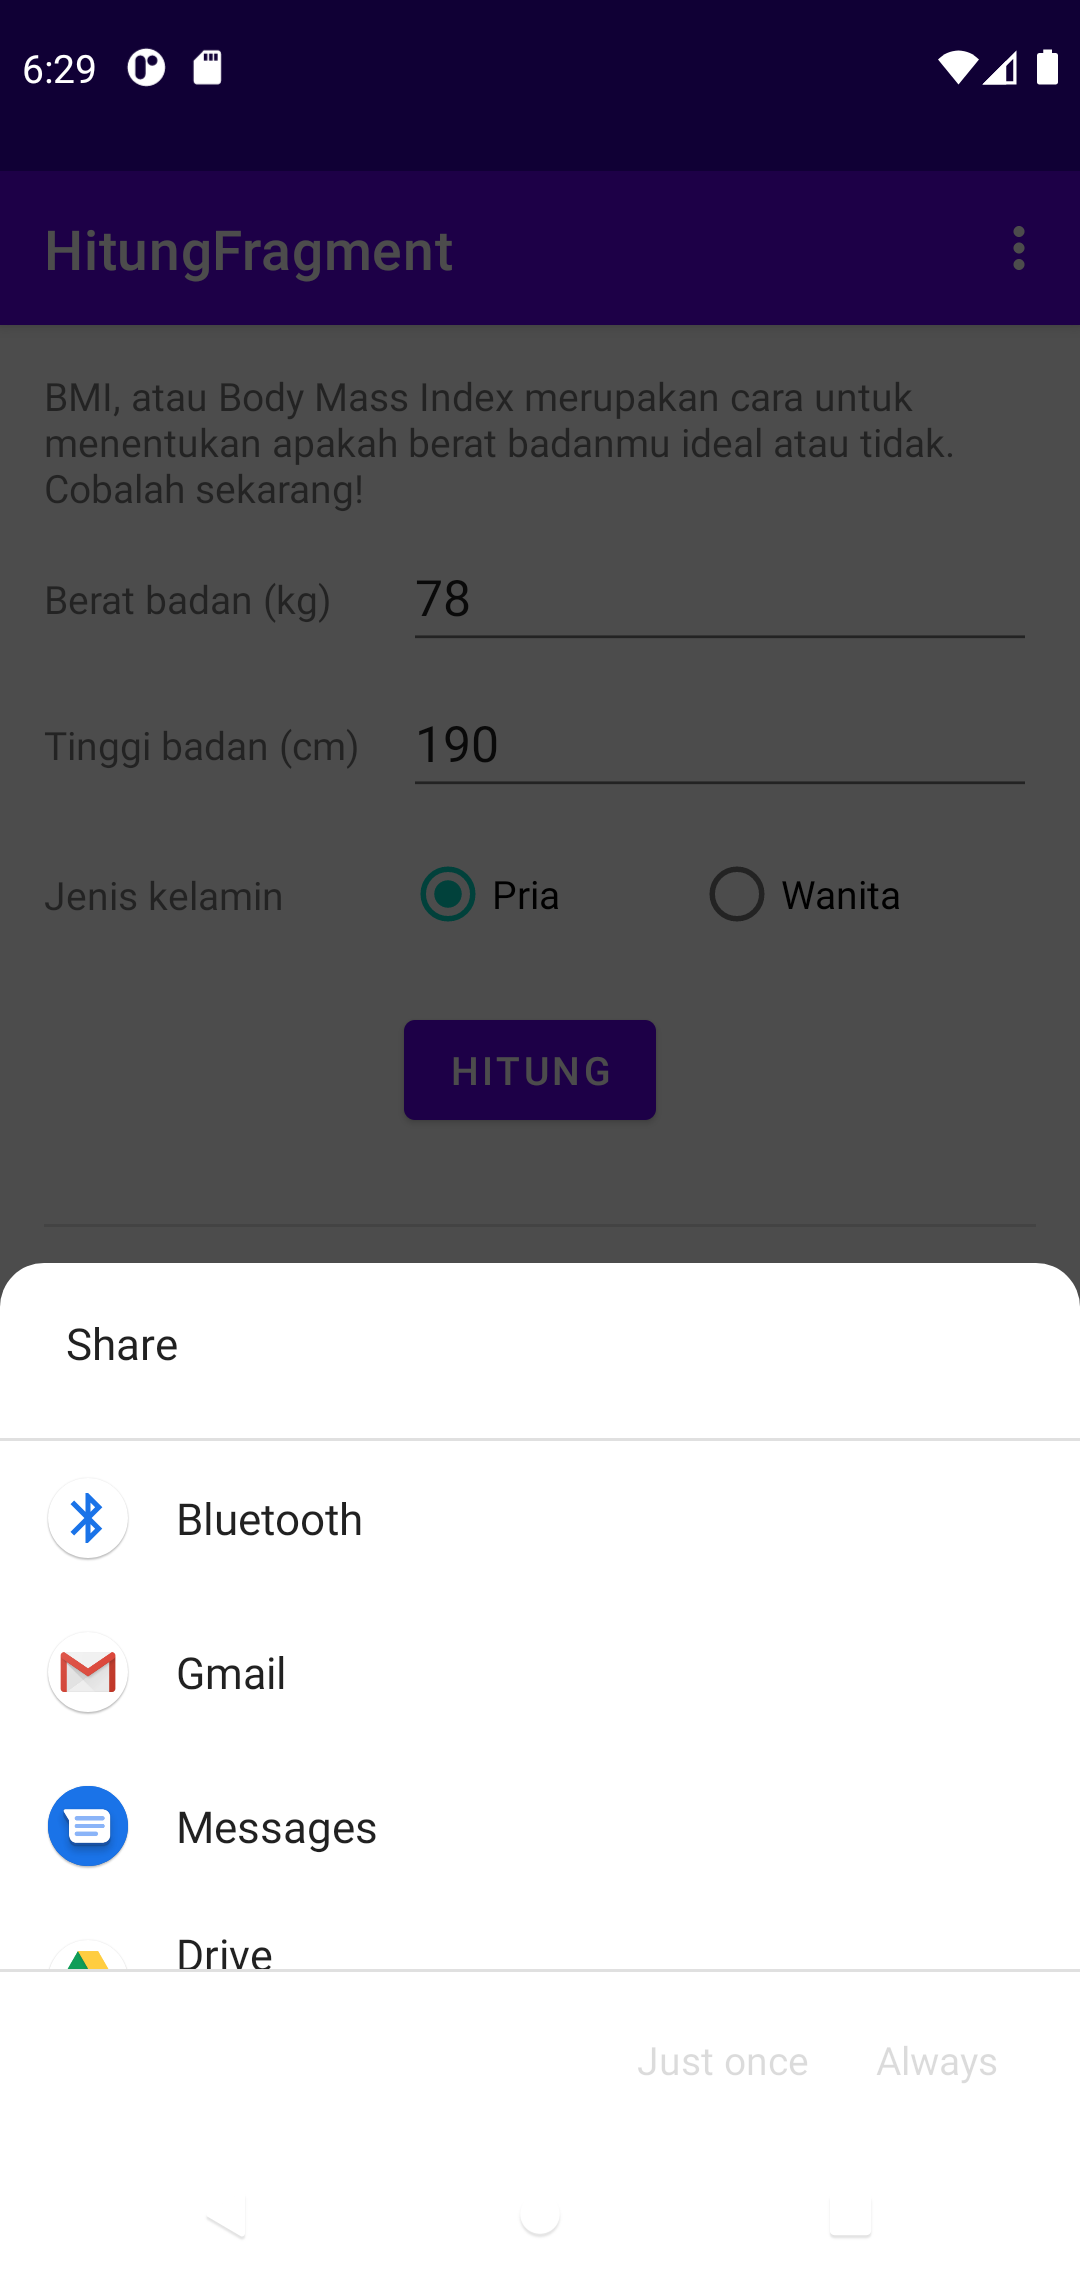 6:29
HitungFragment
BMI, atau Body Mass Index merupakan cara untuk
menentukan apakah berat badanmu ideal atau tidak.
Cobalah sekarang!
Berat badan (kg) 78
Tinggi badan (cm) 190
Jenis kelamin Pria Wanita
HITUNG
Share
Bluetooth
Gmail
Messages
Drive
Just once Always